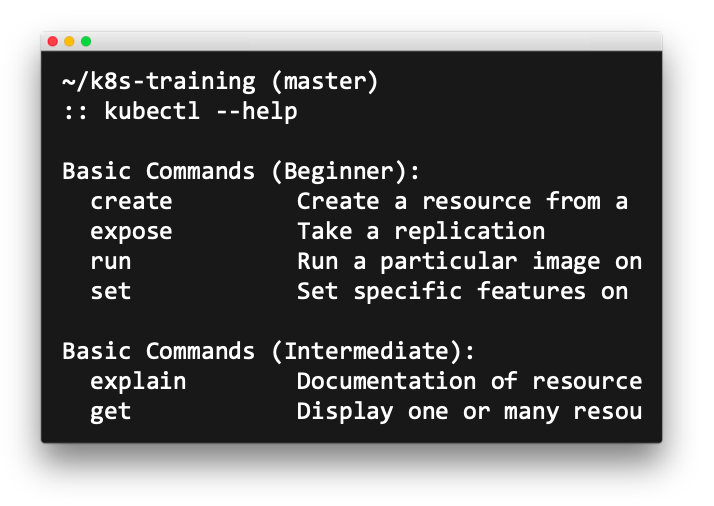 ~/k8s-training (master)
:: kubectl --help
Basic Commands (Beginner):
create Create a resource from a
expose Take a replication
run Run a particular image on
set Set specific features on
Basic Commands (Intermediate):
explain Documentation of resource
get Display one or many resou